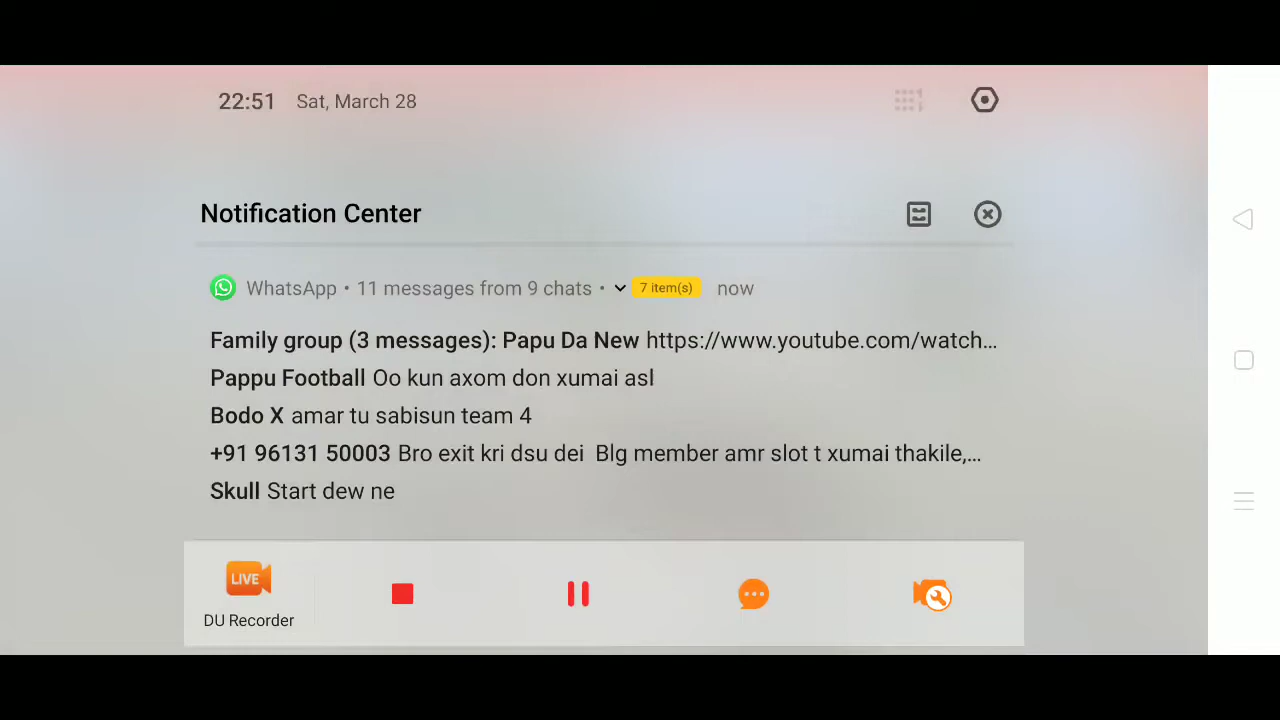 22:51 Sat, March 28
Notification Center
WhatsApp • 11 messages from 9 chats • 7 item(s) now
Family group (3 messages): Papu Da New https://www.youtube.com/watch...
Pappu Football Oo kun axom don xumai asl
Bodo X amar tu sabisun team 4
+91 96131 50003 Bro exit kri dsu dei  Blg member amr slot t xumai thakile,...
Skull Start dew ne
LIVE
DU Recorder